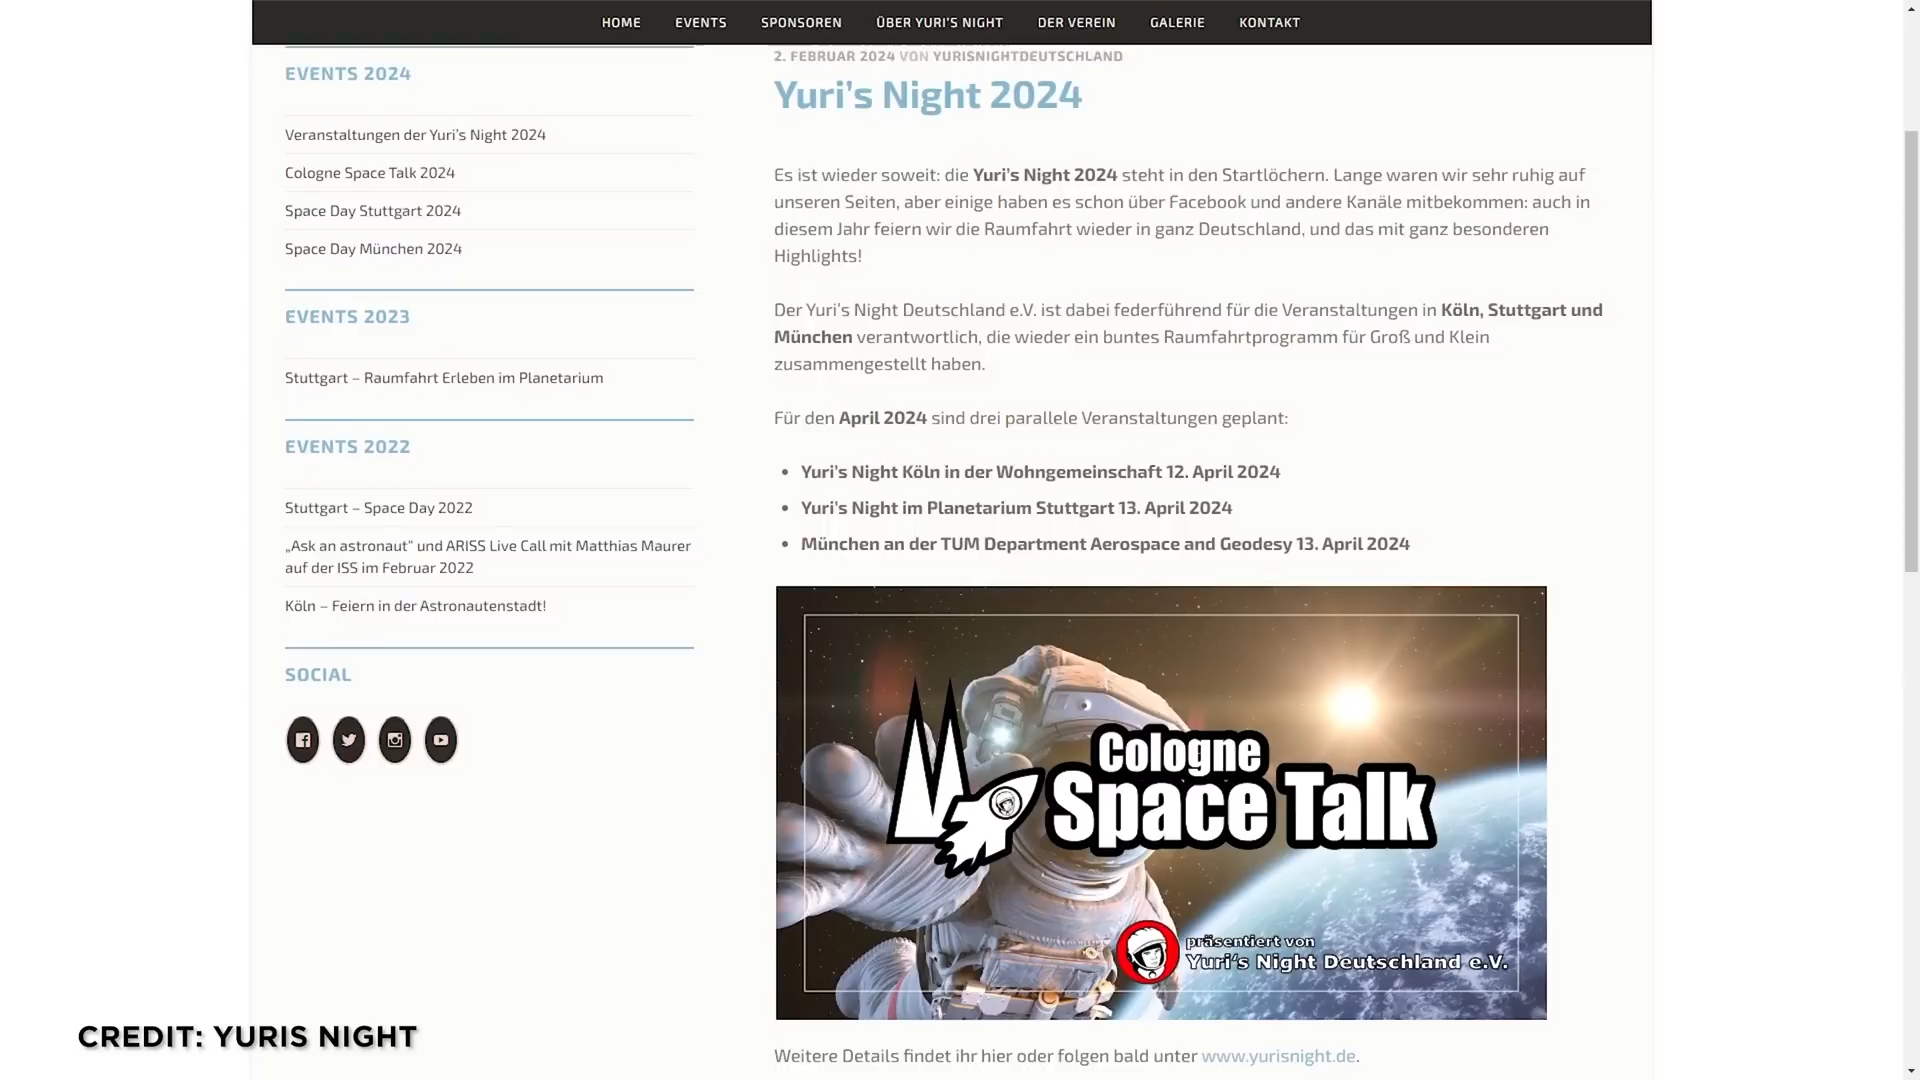 HOME EVENTS SPONSOREN ÜBER YURI'S NIGHT DER VEREIN GALERIE KONTAKT
EVENTS 2024
Veranstaltungen der Yuri's Night 2024
Cologne Space Talk 2024
Space Day Stuttgart 2024
Space Day München 2024
EVENTS 2023
Stuttgart – Raumfahrt Erleben im Planetarium
EVENTS 2022
Stuttgart – Space Day 2022
„Ask an astronaut“ und ARISS Live Call mit Matthias Maurer
auf der ISS im Februar 2022
Köln – Feiern in der Astronautenstadt!
SOCIAL
2. FEBRUAR 2024 VON YURISNIGHTDEUTSCHLAND
Yuri’s Night 2024
Es ist wieder soweit: die Yuri’s Night 2024 steht in den Startlöchern. Lange waren wir sehr ruhig auf
unseren Seiten, aber einige haben es schon über Facebook und andere Kanäle mitbekommen: auch in
diesem Jahr feiern wir die Raumfahrt wieder in ganz Deutschland, und das mit ganz besonderen
Highlights!
Der Yuri’s Night Deutschland e.V. ist dabei federführend für die Veranstaltungen in Köln, Stuttgart und
München verantwortlich, die wieder ein buntes Raumfahrtprogramm für Groß und Klein
zusammengestellt haben.
Für den April 2024 sind drei parallele Veranstaltungen geplant:
• Yuri’s Night Köln in der Wohngemeinschaft 12. April 2024
• Yuri’s Night im Planetarium Stuttgart 13. April 2024
• München an der TUM Department Aerospace and Geodesy 13. April 2024
Cologne
Space Talk
präsentiert von
Yuri's Night Deutschland e.V.
Weitere Details findet ihr hier oder folgen bald unter www.yurisnight.de.
CREDIT: YURIS NIGHT